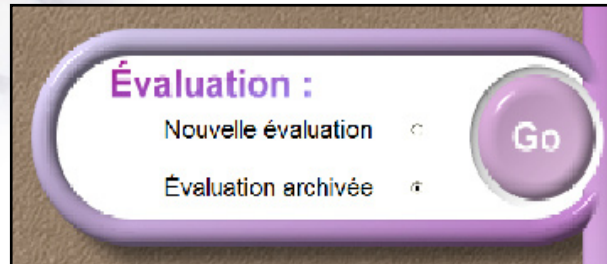 Évaluation :
Nouvelle évaluation
Go
Évaluation archivée